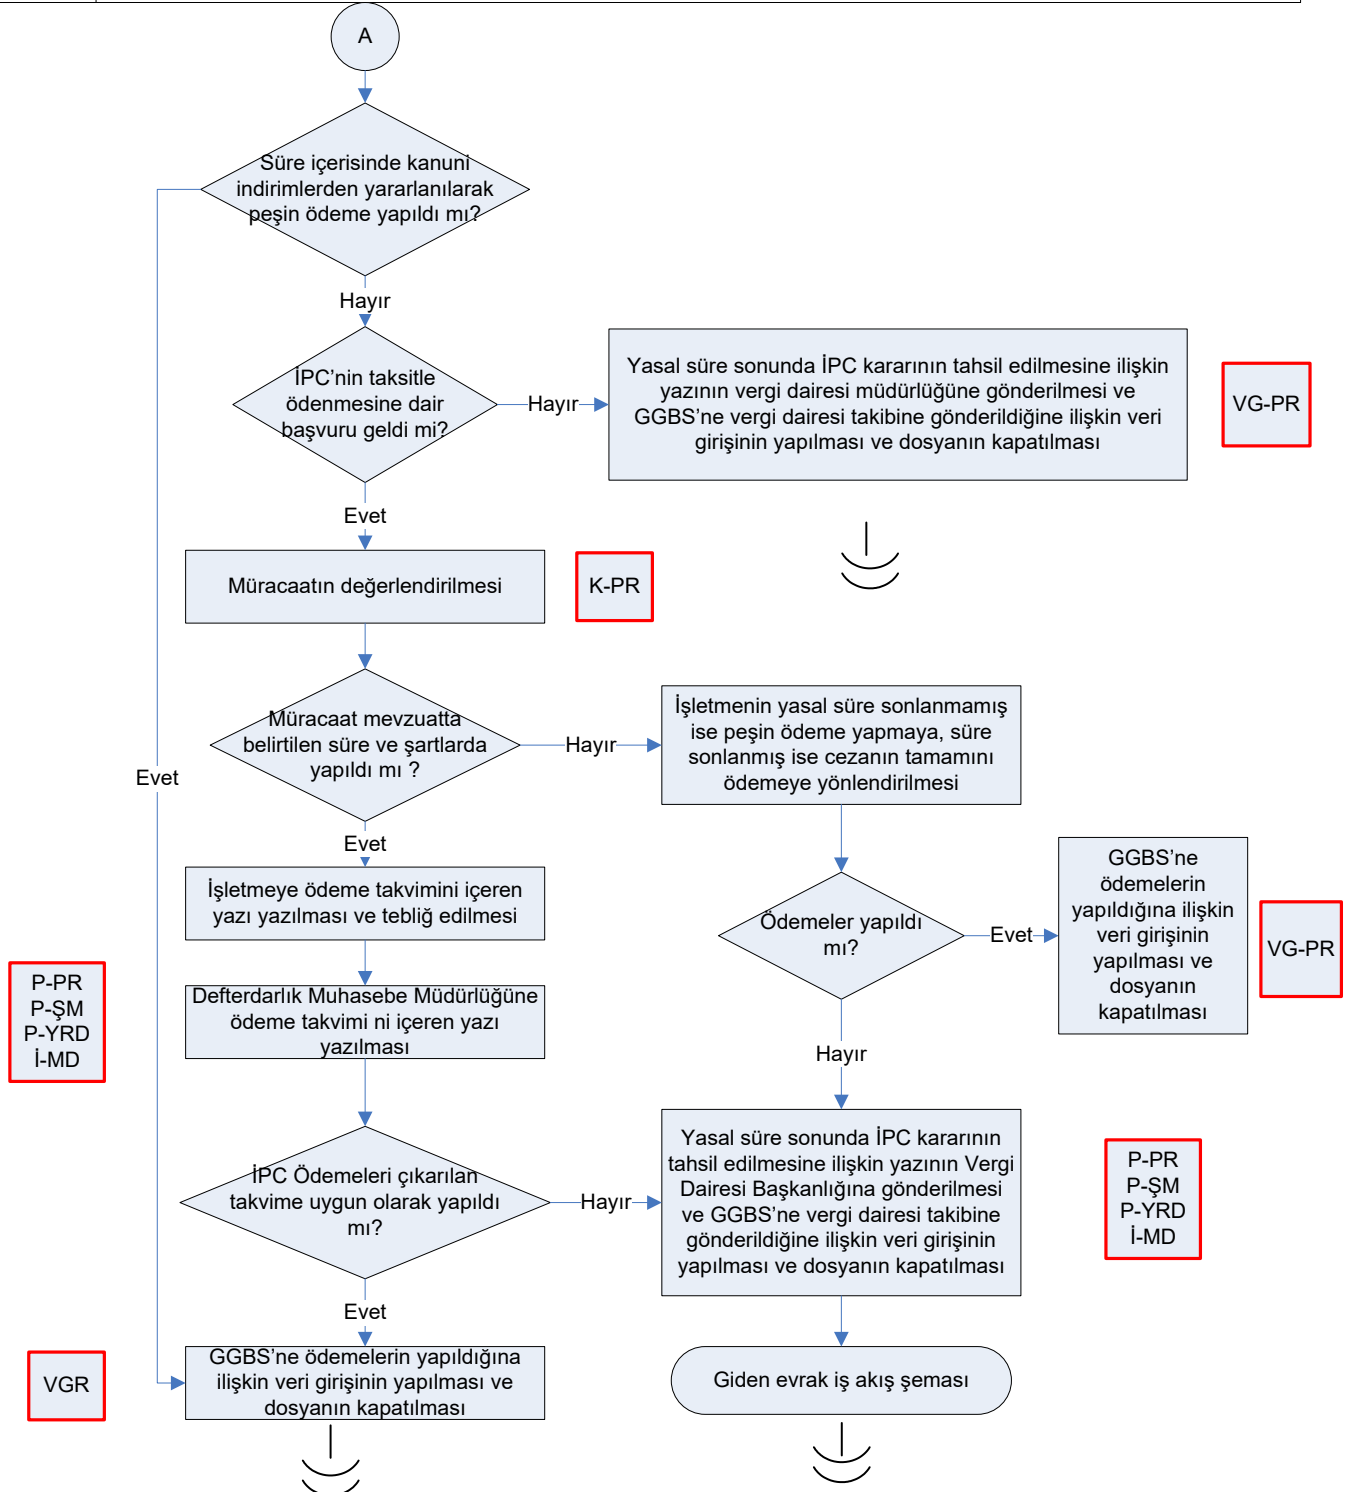 A
Süre içerisinde kanuni
indirimlerden yararlanılarak
peşin ödeme yapıldı mı?
Hayır
İPC’nin taksitle
ödenmesine dair
başvuru geldi mi?
Hayır
Yasal süre sonunda İPC kararının tahsil edilmesine ilişkin
yazının vergi dairesi müdürlüğüne gönderilmesi ve
GGBS’ne vergi dairesi takibine gönderildiğine ilişkin veri
girişinin yapılması ve dosyanın kapatılması
VG-PR
Evet
Müracaatın değerlendirilmesi
K-PR
Müracaat mevzuatta
belirtilen süre ve şartlarda
yapıldı mı ?
Hayır
İşletmenin yasal süre sonlanmamış
ise peşin ödeme yapmaya, süre
sonlanmış ise cezanın tamamını
ödemeye yönlendirilmesi
Evet
Evet
İşletmeye ödeme takvimini içeren
yazı yazılması ve tebliğ edilmesi
Ödemeler yapıldı
mı?
Evet
GGBS’ne
ödemelerin
yapıldığına ilişkin
veri girişinin
yapılması ve
dosyanın
kapatılması
VG-PR
P-PR
P-ŞM
P-YRD
İ-MD
Defterdarlık Muhasebe Müdürlüğüne
ödeme takvimi ni içeren yazı
yazılması
Hayır
İPC Ödemeleri çıkarılan
takvime uygun olarak yapıldı
mı?
Hayır
Yasal süre sonunda İPC kararının
tahsil edilmesine ilişkin yazının Vergi
Dairesi Başkanlığına gönderilmesi
ve GGBS’ne vergi dairesi takibine
gönderildiğine ilişkin veri girişinin
yapılması ve dosyanın kapatılması
P-PR
P-ŞM
P-YRD
İ-MD
Evet
VGR
GGBS’ne ödemelerin yapıldığına
ilişkin veri girişinin yapılması ve
dosyanın kapatılması
Giden evrak iş akış şeması